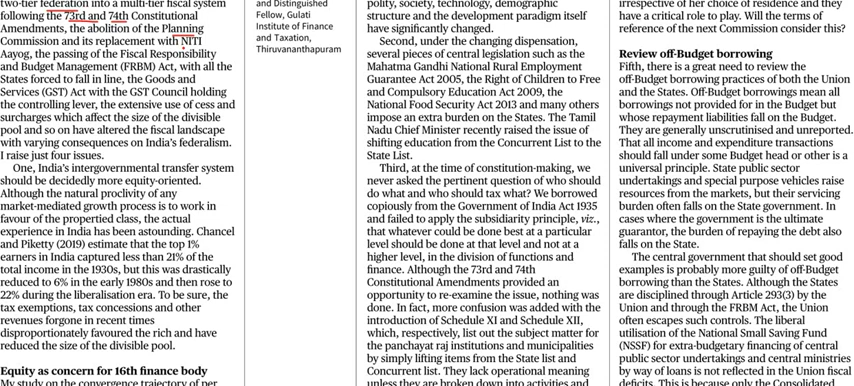 two-tier federation into a multi-tier fiscal system
following the 73rd and 74th Constitutional
Amendments, the abolition of the Planning
Commission and its replacement with NITI
Aayog, the passing of the Fiscal Responsibility
and Budget Management (FRBM) Act, with all the
States forced to fall in line, the Goods and
Services (GST) Act with the GST Council holding
the controlling lever, the extensive use of cess and
surcharges which affect the size of the divisible
pool and so on have altered the fiscal landscape
with varying consequences on India's federalism.
I raise just four issues.
One, India's intergovernmental transfer system
should be decidedly more equity-oriented.
Although the natural proclivity of any
market-mediated growth process is to work in
favour of the propertied class, the actual
experience in India has been astounding. Chancel
and Piketty (2019) estimate that the top 1%
earners in India captured less than 21% of the
total income in the 1930s, but this was drastically
reduced to 6% in the early 1980s and then rose to
22% during the liberalisation era. To be sure, the
tax exemptions, tax concessions and other
revenues forgone in recent times
disproportionately favoured the rich and have
reduced the size of the divisible pool.
Equity as concern for 16th finance body
My study on the convergence trajectory of per
and Distinguished
Fellow, Gulati
Institute of Finance
and Taxation,
Thiruvananthapuram
polity, society, technology, demographic
structure and the development paradigm itself
have significantly changed.
Second, under the changing dispensation,
several pieces of central legislation such as the
Mahatma Gandhi National Rural Employment
Guarantee Act 2005, the Right of Children to Free
and Compulsory Education Act 2009, the
National Food Security Act 2013 and many others
impose an extra burden on the States. The Tamil
Nadu Chief Minister recently raised the issue of
shifting education from the Concurrent List to the
State List.
Third, at the time of constitution-making, we
never asked the pertinent question of who should
do what and who should tax what? We borrowed
copiously from the Government of India Act 1935
and failed to apply the subsidiarity principle, viz.,
that whatever could be done best at a particular
level should be done at that level and not at a
higher level, in the division of functions and
finance. Although the 73rd and 74th
Constitutional Amendments provided an
opportunity to re-examine the issue, nothing was
done. In fact, more confusion was added with the
introduction of Schedule XI and Schedule XII,
which, respectively, list out the subject matter for
the panchayat raj institutions and municipalities
by simply lifting items from the State list and
Concurrent list. They lack operational meaning
unless they are broken down into activities and
irrespective of her choice of residence and they
have a critical role to play. Will the terms of
reference of the next Commission consider this?
Review off-Budget borrowing
Fifth, there is a great need to review the
off-Budget borrowing practices of both the Union
and the States. Off-Budget borrowings mean all
borrowings not provided for in the Budget but
whose repayment liabilities fall on the Budget.
They are generally unscrutinised and unreported.
That all income and expenditure transactions
should fall under some Budget head or other is a
universal principle. State public sector
undertakings and special purpose vehicles raise
resources from the markets, but their servicing
burden often falls on the State government. In
cases where the government is the ultimate
guarantor, the burden of repaying the debt also
falls on the State.
The central government that should set good
examples is probably more guilty of off-Budget
borrowing than the States. Although the States
are disciplined through Article 293(3) by the
Union and through the FRBM Act, the Union
often escapes such controls. The liberal
utilisation of the National Small Saving Fund
(NSSF) for extra-budgetary financing of central
public sector undertakings and central ministries
by way of loans is not reflected in the Union fiscal
deficits. This is because only the Consolidated